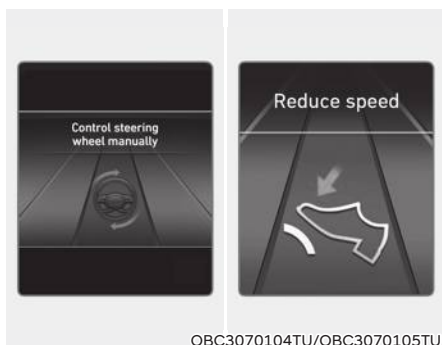 Control steering
wheel manually
Reduce speed
OBC3070104TU/OBC3070105TU